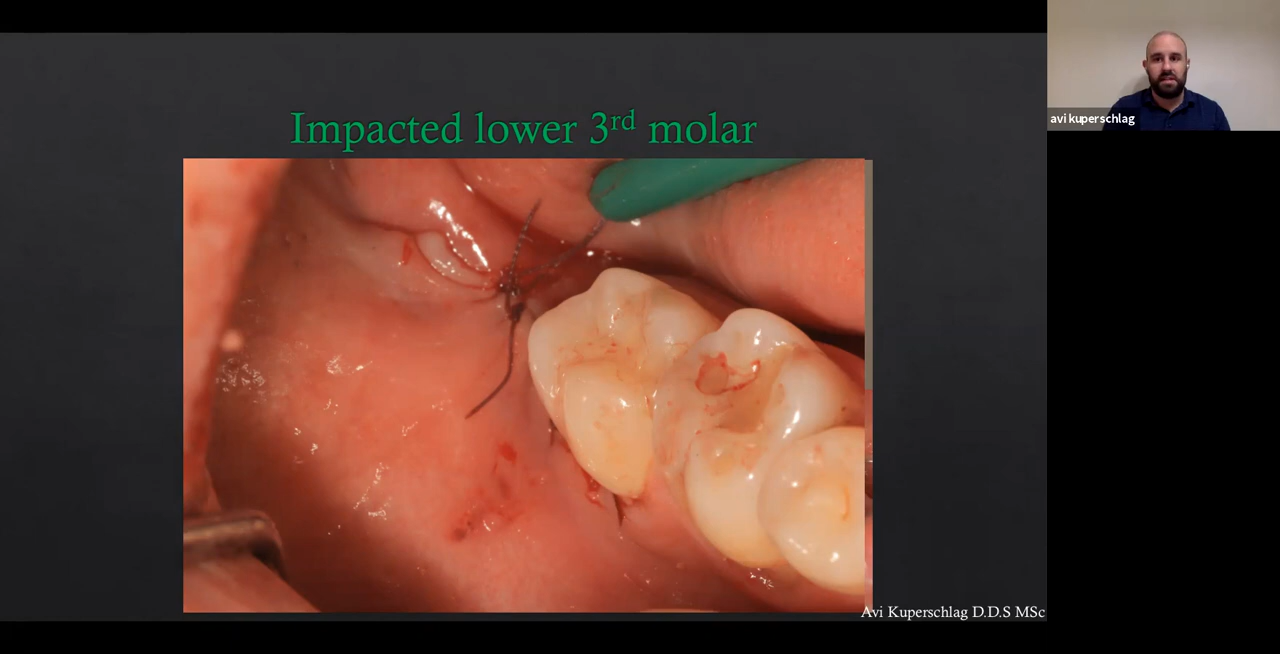 Impacted lower 3rd molar
avi kuperschlag
Avi Kuperschlag D.D.S MSc